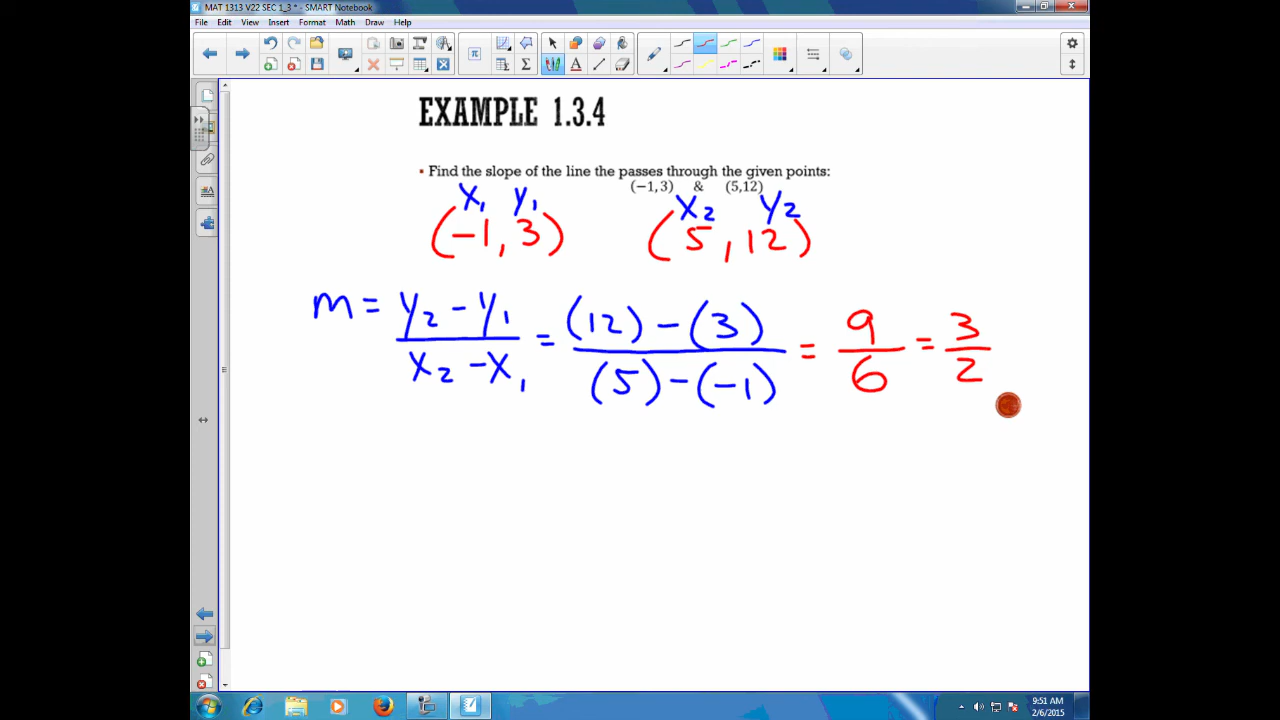 MAT 1313 V22 SEC 1_3 * - SMART Notebook
File Edit View Insert Format Math Draw Help
EXAMPLE 1.3.4
▪ Find the slope of the line the passes through the given points:
(−1,3) & (5,12)
x₁ y₁ x₂ y₂
(−1, 3) (5, 12)
m = y₂ − y₁ / x₂ − x₁ = (12) − (3) / (5) − (−1) = 9/6 = 3/2
9:51 AM
2/6/2015